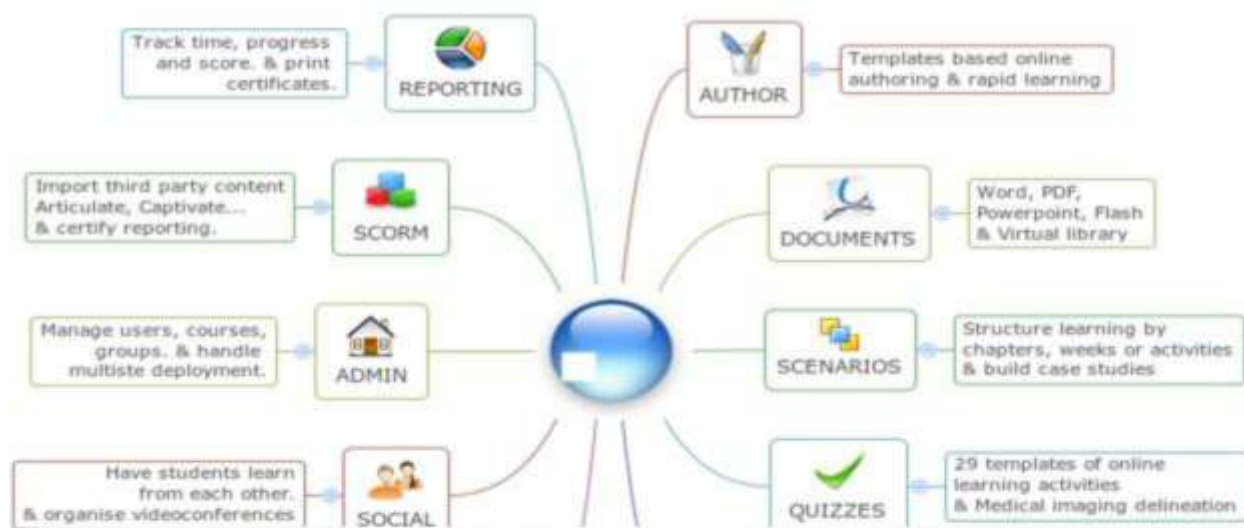 Track time, progress
and score. & print
certificates.
REPORTING
AUTHOR
Templates based online
authoring & rapid learning
Import third party content
Articulate, Captivate...
& certify reporting.
SCORM
DOCUMENTS
Word, PDF,
Powerpoint, Flash
& Virtual library
Manage users, courses,
groups. & handle
multiste deployment.
ADMIN
SCENARIOS
Structure learning by
chapters, weeks or activities
& build case studies
Have students learn
from each other.
& organise videoconferences
SOCIAL
QUIZZES
29 templates of online
learning activities
& Medical imaging delineation